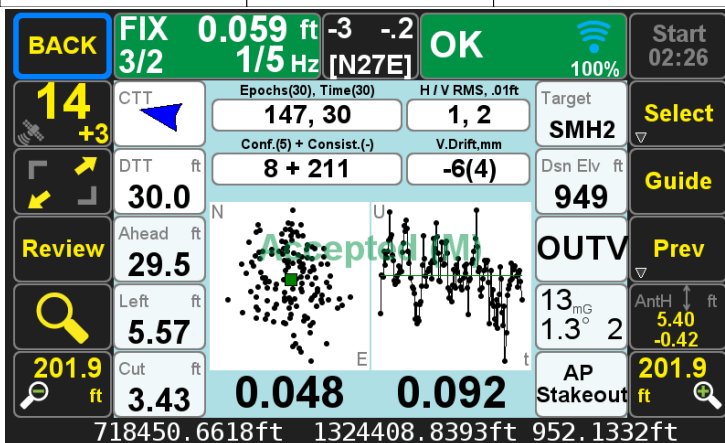 BACK
FIX 0.059 ft
3/2 1/5 Hz
-3 -.2
[N27E]
OK
100%
Start
02:26
14
+3
CTT
Epochs(30), Time(30)
147, 30
H / V RMS, .01ft
1, 2
Target
SMH2
Select
Conf.(5) + Consist.(-)
8 + 211
V.Drift,mm
-6(4)
DTT ft
30.0
Dsn Elv ft
949
Guide
Review
Ahead ft
29.5
N
U
Accepted (M)
E
t
OUTV
Prev
Left ft
5.57
13mG
1.3° 2
AntH ft
5.40
-0.42
201.9
ft
Cut ft
3.43
0.048
0.092
AP
Stakeout
201.9
ft
718450.6618ft 1324408.8393ft 952.1332ft